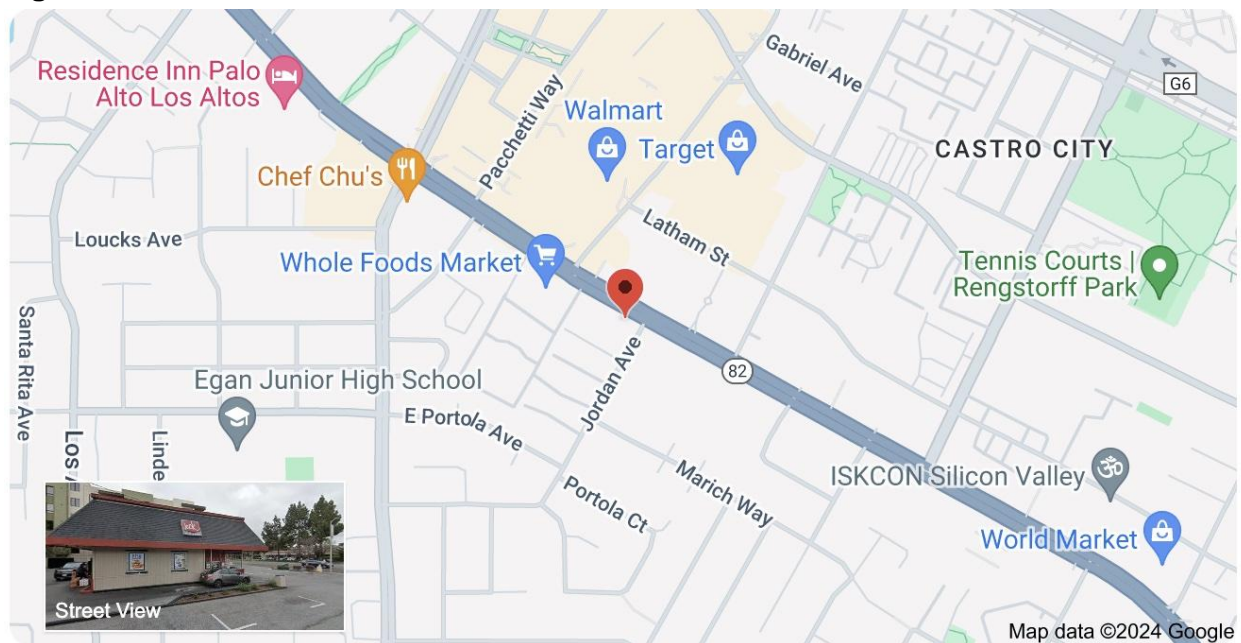 Gabriel Ave
Residence Inn Palo
Alto Los Altos
G6
Pacchetti Way
Walmart
Target
CASTRO CITY
Chef Chu's
Latham St
Loucks Ave
Whole Foods Market
Tennis Courts |
Rengstorff Park
Santa Rita Ave
82
Jordan Ave
Egan Junior High School
E Portola Ave
Los
Linde
Marich Way
ISKCON Silicon Valley
ॐ
Portola Ct
World Market
Street View
Map data ©2024 Google